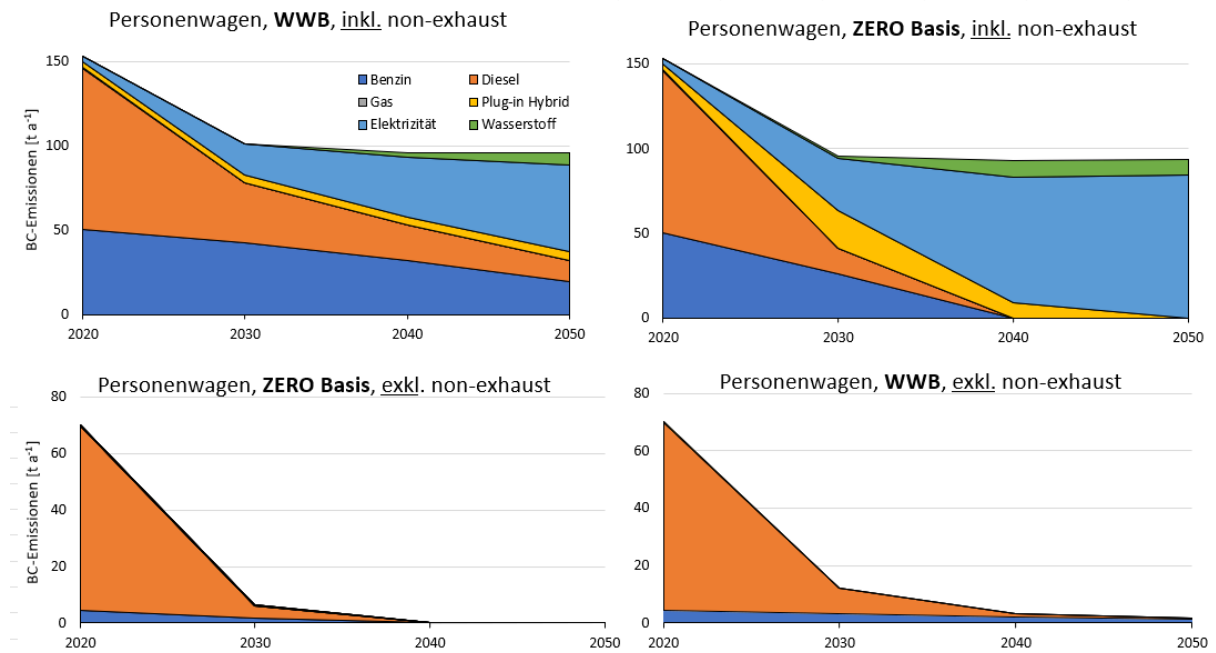 Personenwagen, WWB, inkl. non-exhaust
BC-Emissionen [t a⁻¹]
150
100
50
0
2020
2030
2040
2050
Benzin
Diesel
Gas
Plug-in Hybrid
Elektrizität
Wasserstoff
Personenwagen, ZERO Basis, inkl. non-exhaust
150
100
50
0
2020
2030
2040
2050
Personenwagen, ZERO Basis, exkl. non-exhaust
BC-Emissionen [t a⁻¹]
80
60
40
20
0
2020
2030
2040
2050
Personenwagen, WWB, exkl. non-exhaust
80
60
40
20
0
2020
2030
2040
2050